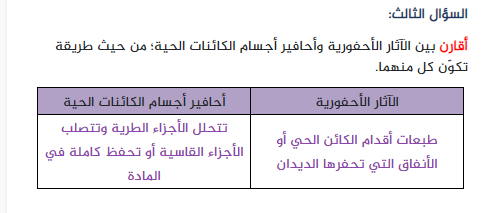 السؤال الثالث:
أقارن بين الآثار الأحفورية وأحافير أجسام الكائنات الحية؛ من حيث طريقة
تكوّن كل منهما.
الآثار الأحفورية
أحافير أجسام الكائنات الحية
طبعات أقدام الكائن الحي أو
الأنفاق التي تحفرها الديدان
تتحلل الأجزاء الطرية وتتصلب
الأجزاء القاسية أو تحفظ كاملة في
المادة